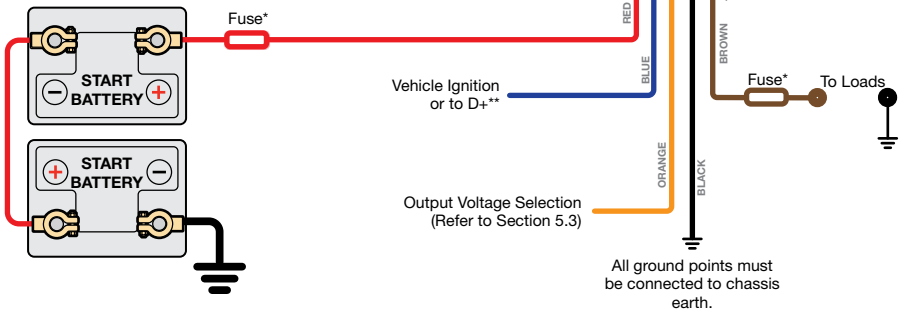 Fuse*
RED
START
BATTERY
− +
BLUE
BROWN
Vehicle Ignition
or to D+**
Fuse*
To Loads
START
BATTERY
+ −
ORANGE
BLACK
Output Voltage Selection
(Refer to Section 5.3)
All ground points must
be connected to chassis
earth.